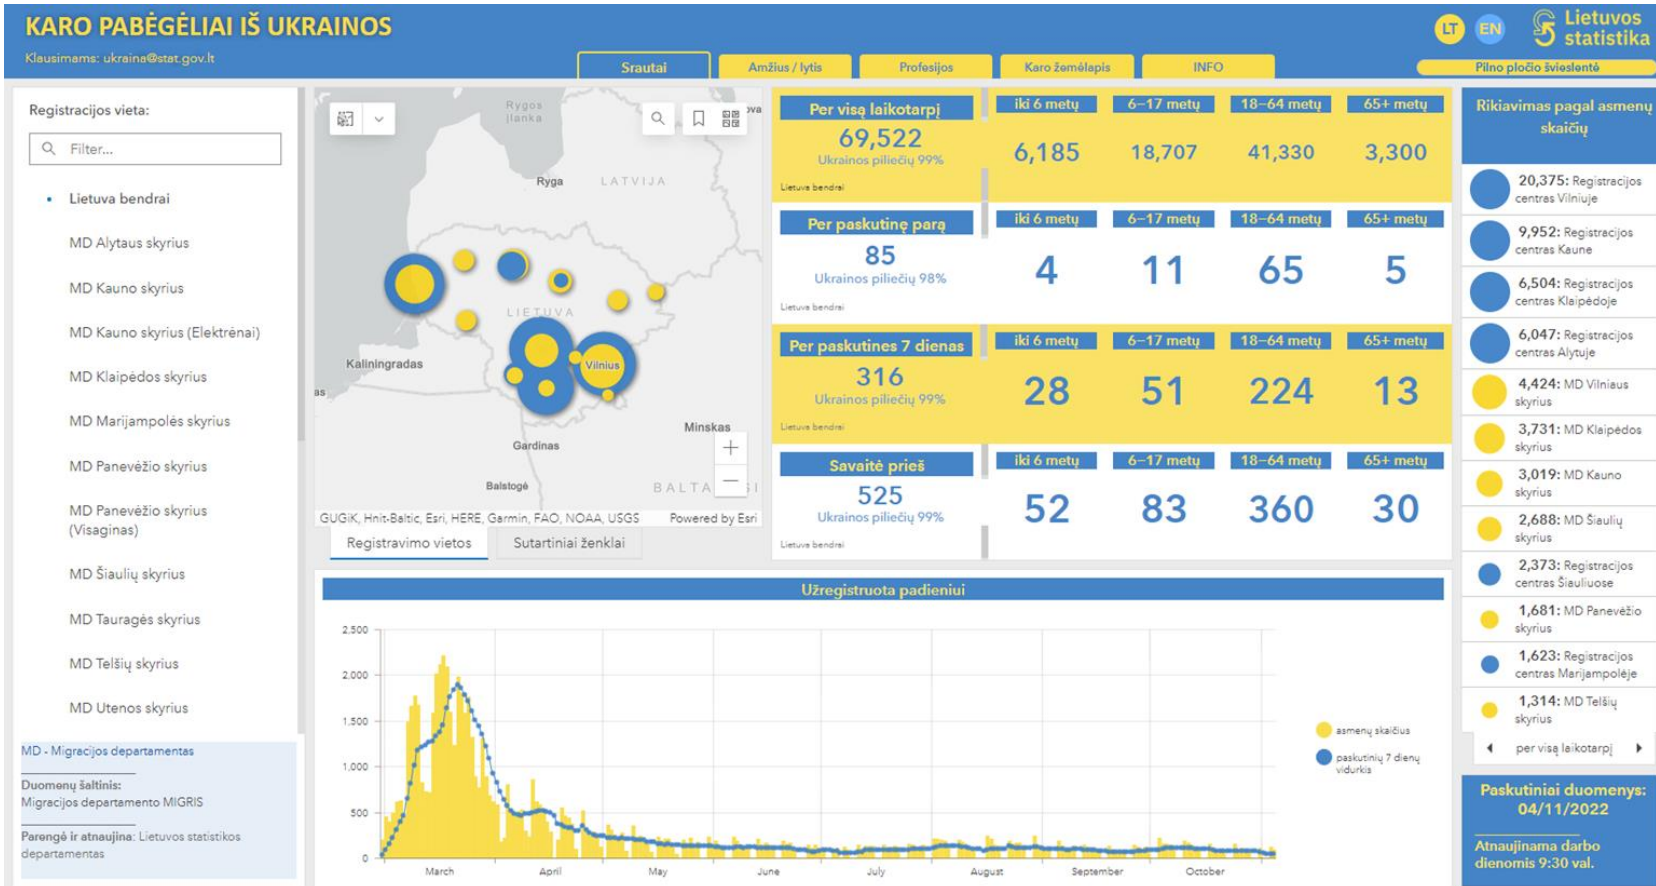 KARO PABĖGĖLIAI IŠ UKRAINOS
Klausimams: ukraina@stat.gov.lt
LT
EN
Lietuvos
statistika
Srautai
Amžius / lytis
Profesijos
Karo žemėlapis
INFO
Pilno pločio švieslentė
Registracijos vieta:
Filter...
Lietuva bendrai
MD Alytaus skyrius
MD Kauno skyrius
MD Kauno skyrius (Elektrėnai)
MD Klaipėdos skyrius
MD Marijampolės skyrius
MD Panevėžio skyrius
MD Panevėžio skyrius
(Visaginas)
MD Šiaulių skyrius
MD Tauragės skyrius
MD Telšių skyrius
MD Utenos skyrius
MD - Migracijos departamentas
Duomenų šaltinis:
Migracijos departamento MIGRIS
Parengė ir atnaujina: Lietuvos statistikos
departamentas
Rygos
įlanka
ova
Ryga
LATVIJA
LIETUVA
Kaliningradas
Vilnius
as
Minskas
Gardinas
Balstogė
BALTA
SI
GUGiK, Hnit-Baltic, Esri, HERE, Garmin, FAO, NOAA, USGS
Powered by Esri
Registravimo vietos
Sutartiniai ženklai
Per visą laikotarpį
69,522
Ukrainos piliečių 99%
Lietuva bendrai
iki 6 metų
6–17 metų
18–64 metų
65+ metų
6,185
18,707
41,330
3,300
Per paskutinę parą
85
Ukrainos piliečių 98%
Lietuva bendrai
iki 6 metų
6–17 metų
18–64 metų
65+ metų
4
11
65
5
Per paskutines 7 dienas
316
Ukrainos piliečių 99%
Lietuva bendrai
iki 6 metų
6–17 metų
18–64 metų
65+ metų
28
51
224
13
Savaitė prieš
525
Ukrainos piliečių 99%
Lietuva bendrai
iki 6 metų
6–17 metų
18–64 metų
65+ metų
52
83
360
30
Užregistruota padieniui
2,500
2,000
1,500
1,000
500
0
March
April
May
June
July
August
September
October
asmenų skaičius
paskutinių 7 dienų
vidurkis
Rikiavimas pagal asmenų
skaičių
20,375: Registracijos
centras Vilniuje
9,952: Registracijos
centras Kaune
6,504: Registracijos
centras Klaipėdoje
6,047: Registracijos
centras Alytuje
4,424: MD Vilniaus
skyrius
3,731: MD Klaipėdos
skyrius
3,019: MD Kauno
skyrius
2,688: MD Šiaulių
skyrius
2,373: Registracijos
centras Šiauliuose
1,681: MD Panevėžio
skyrius
1,623: Registracijos
centras Marijampolėje
1,314: MD Telšių
skyrius
per visą laikotarpį
Paskutiniai duomenys:
04/11/2022
Atnaujinama darbo
dienomis 9:30 val.